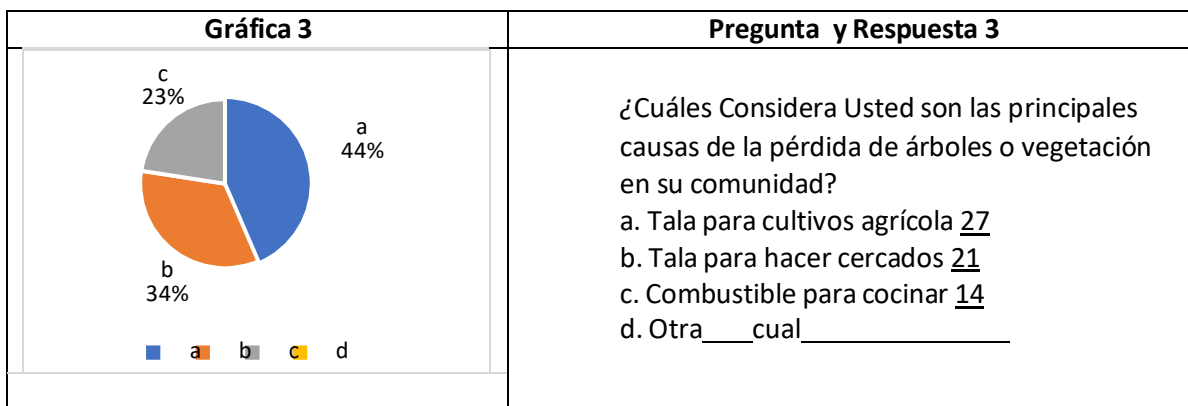 Gráfica 3
c
23%
a
44%
b
34%
a b c d
Pregunta y Respuesta 3
¿Cuáles Considera Usted son las principales
causas de la pérdida de árboles o vegetación
en su comunidad?
a. Tala para cultivos agrícola 27
b. Tala para hacer cercados 21
c. Combustible para cocinar 14
d. Otra___cual____________